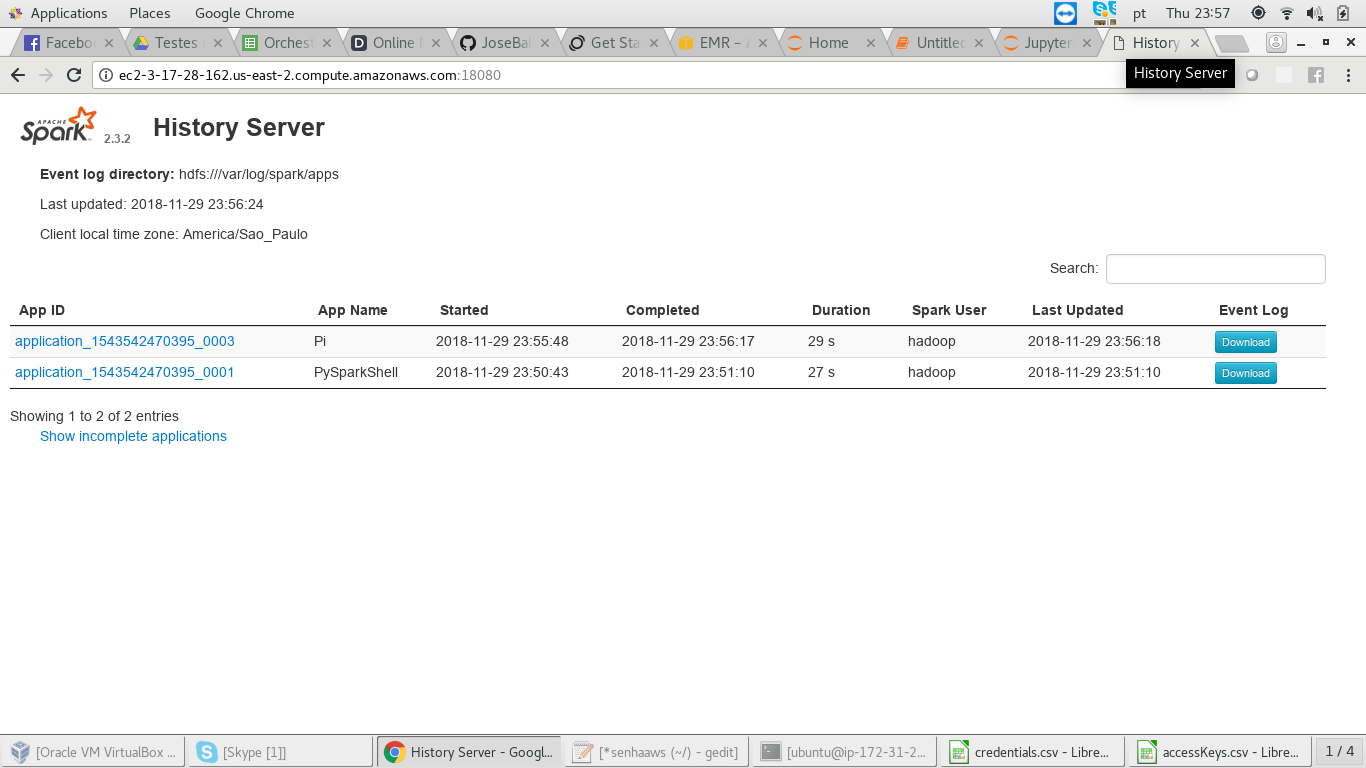 Applications Places Google Chrome pt Thu 23:57
Facebo Testes Orchest Online JoseBal Get Sta EMR – Home Untitled Jupyter History
ec2-3-17-28-162.us-east-2.compute.amazonaws.com:18080
History Server
APACHE Spark 2.3.2 History Server
Event log directory: hdfs:///var/log/spark/apps
Last updated: 2018-11-29 23:56:24
Client local time zone: America/Sao_Paulo
Search:
App ID App Name Started Completed Duration Spark User Last Updated Event Log
application_1543542470395_0003 Pi 2018-11-29 23:55:48 2018-11-29 23:56:17 29 s hadoop 2018-11-29 23:56:18 Download
application_1543542470395_0001 PySparkShell 2018-11-29 23:50:43 2018-11-29 23:51:10 27 s hadoop 2018-11-29 23:51:10 Download
Showing 1 to 2 of 2 entries
Show incomplete applications
[Oracle VM VirtualBox ... [Skype [1]] History Server - Googl... [*senhaaws (~/) - gedit] [ubuntu@ip-172-31-2... credentials.csv - Libre... accessKeys.csv - Libre... 1 / 4